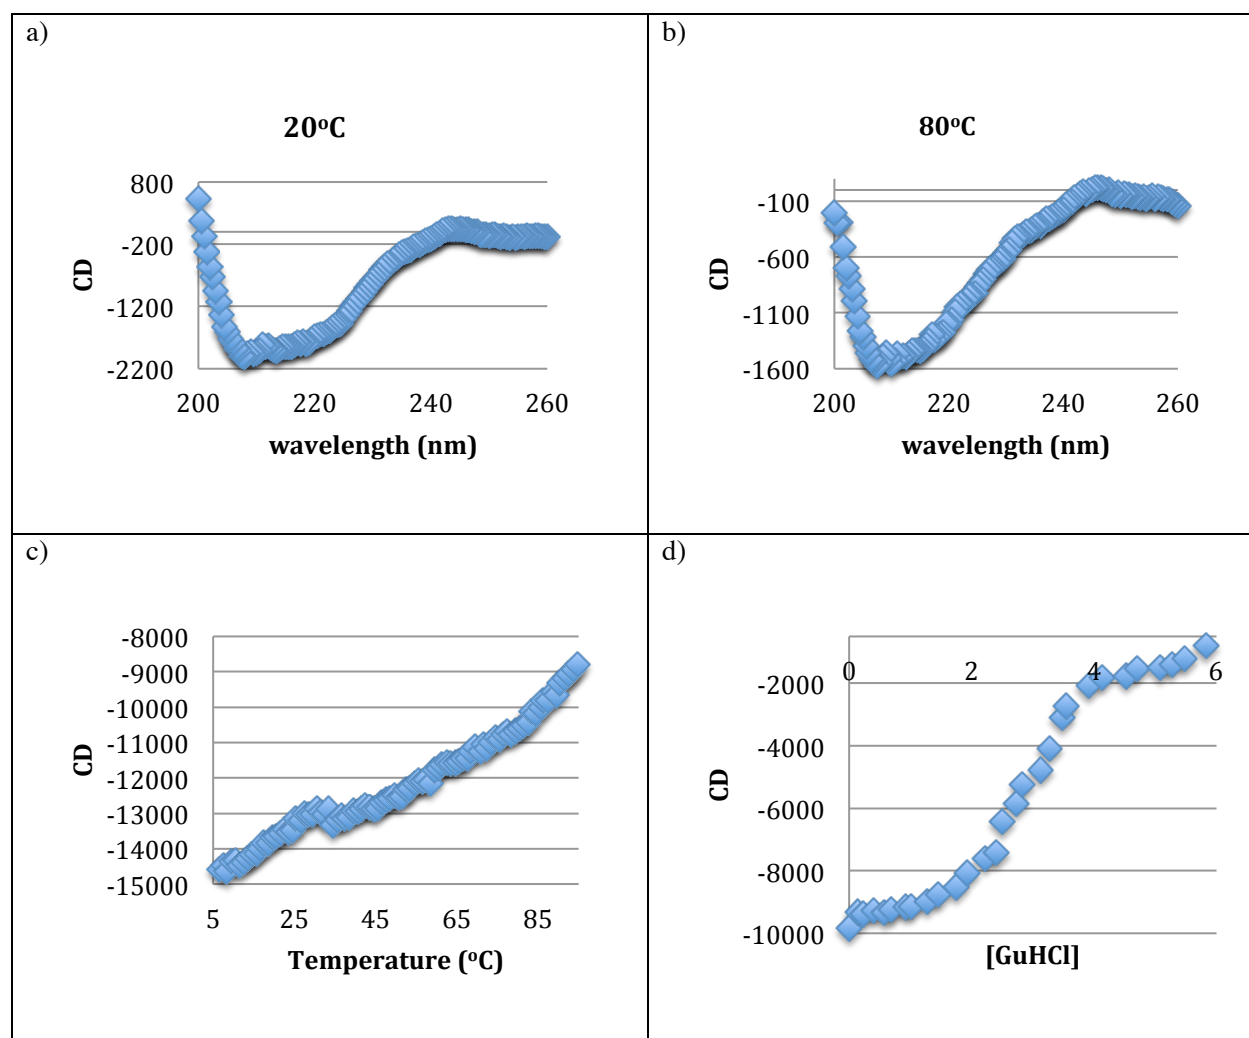 a)
20°C
800
-200
-1200
-2200
CD
200 220 240 260
wavelength (nm)
b)
80°C
-100
-600
-1100
-1600
CD
200 220 240 260
wavelength (nm)
c)
-8000
-9000
-10000
-11000
-12000
-13000
-14000
-15000
CD
5 25 45 65 85
Temperature (°C)
d)
0 2 4 6
-2000
-4000
-6000
-8000
-10000
CD
[GuHCl]